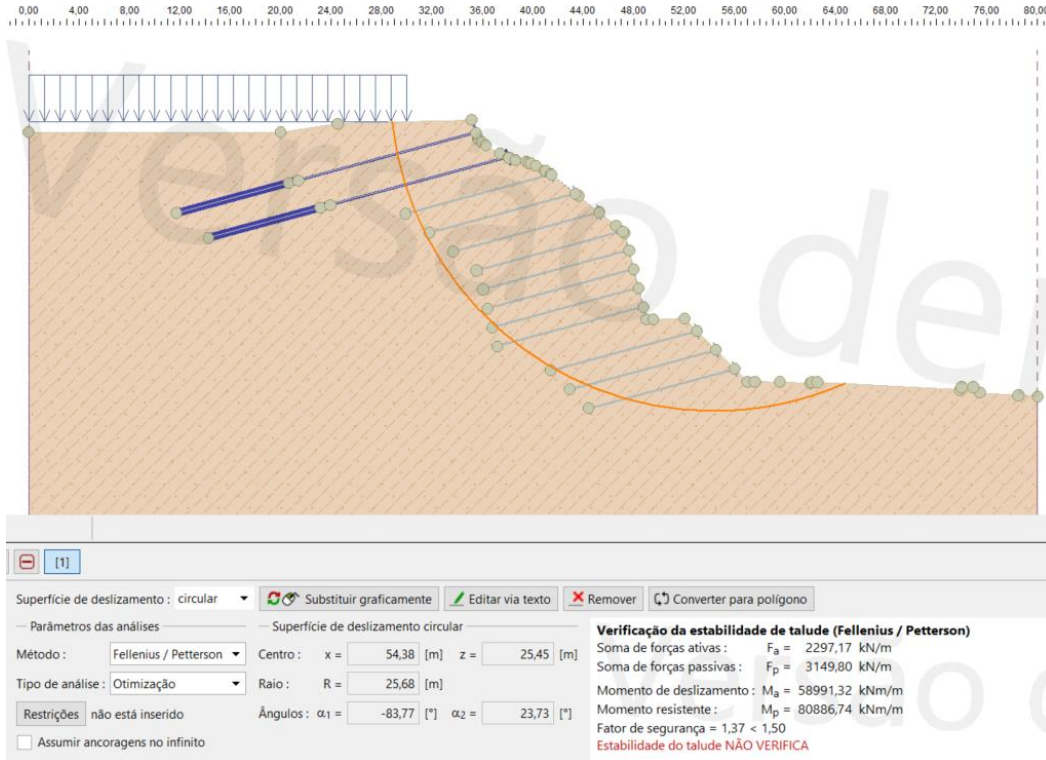 0,00 4,00 8,00 12,00 16,00 20,00 24,00 28,00 32,00 36,00 40,00 44,00 48,00 52,00 56,00 60,00 64,00 68,00 72,00 76,00 80,00
Versão de
[1]
Superfície de deslizamento : circular Substituir graficamente Editar via texto Remover Converter para polígono
Parâmetros das análises Superfície de deslizamento circular
Método : Fellenius / Petterson Centro : x = 54,38 [m] z = 25,45 [m]
Tipo de análise : Otimização Raio : R = 25,68 [m]
Restrições não está inserido Ângulos : α1 = -83,77 [°] α2 = 23,73 [°]
Assumir ancoragens no infinito
Verificação da estabilidade de talude (Fellenius / Petterson)
Soma de forças ativas : Fa = 2297,17 kN/m
Soma de forças passivas : Fp = 3149,80 kN/m
Momento de deslizamento : Ma = 58991,32 kNm/m
Momento resistente : Mp = 80886,74 kNm/m
Fator de segurança = 1,37 < 1,50
Estabilidade do talude NÃO VERIFICA
versão